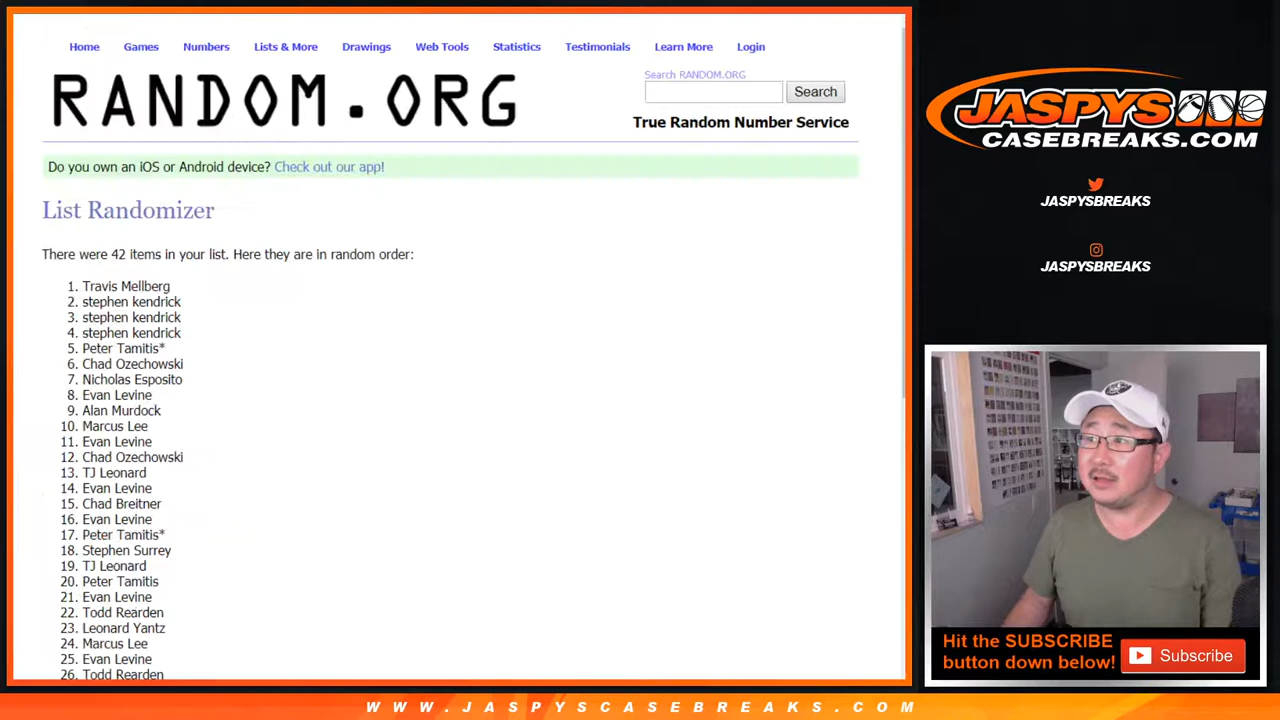 Home Games Numbers Lists & More Drawings Web Tools Statistics Testimonials Learn More Login
RANDOM.ORG
Search RANDOM.ORG
Search
True Random Number Service
Do you own an iOS or Android device? Check out our app!
List Randomizer
There were 42 items in your list. Here they are in random order:
1. Travis Mellberg
2. stephen kendrick
3. stephen kendrick
4. stephen kendrick
5. Peter Tamitis*
6. Chad Ozechowski
7. Nicholas Esposito
8. Evan Levine
9. Alan Murdock
10. Marcus Lee
11. Evan Levine
12. Chad Ozechowski
13. TJ Leonard
14. Evan Levine
15. Chad Breitner
16. Evan Levine
17. Peter Tamitis*
18. Stephen Surrey
19. TJ Leonard
20. Peter Tamitis
21. Evan Levine
22. Todd Rearden
23. Leonard Yantz
24. Marcus Lee
25. Evan Levine
26. Todd Rearden
JASPYS
CASEBREAKS.COM
JASPYSBREAKS
JASPYSBREAKS
Hit the SUBSCRIBE
button down below!
Subscribe
WWW.JASPYSCASEBREAKS.COM